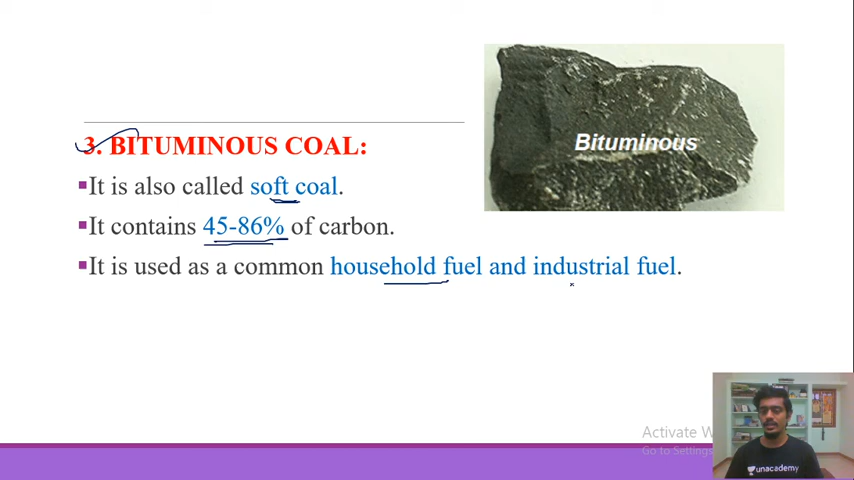 3. BITUMINOUS COAL:
▪It is also called soft coal.
▪It contains 45-86% of carbon.
▪It is used as a common household fuel and industrial fuel.
Bituminous
Activate W
Go to Settings
unacademy